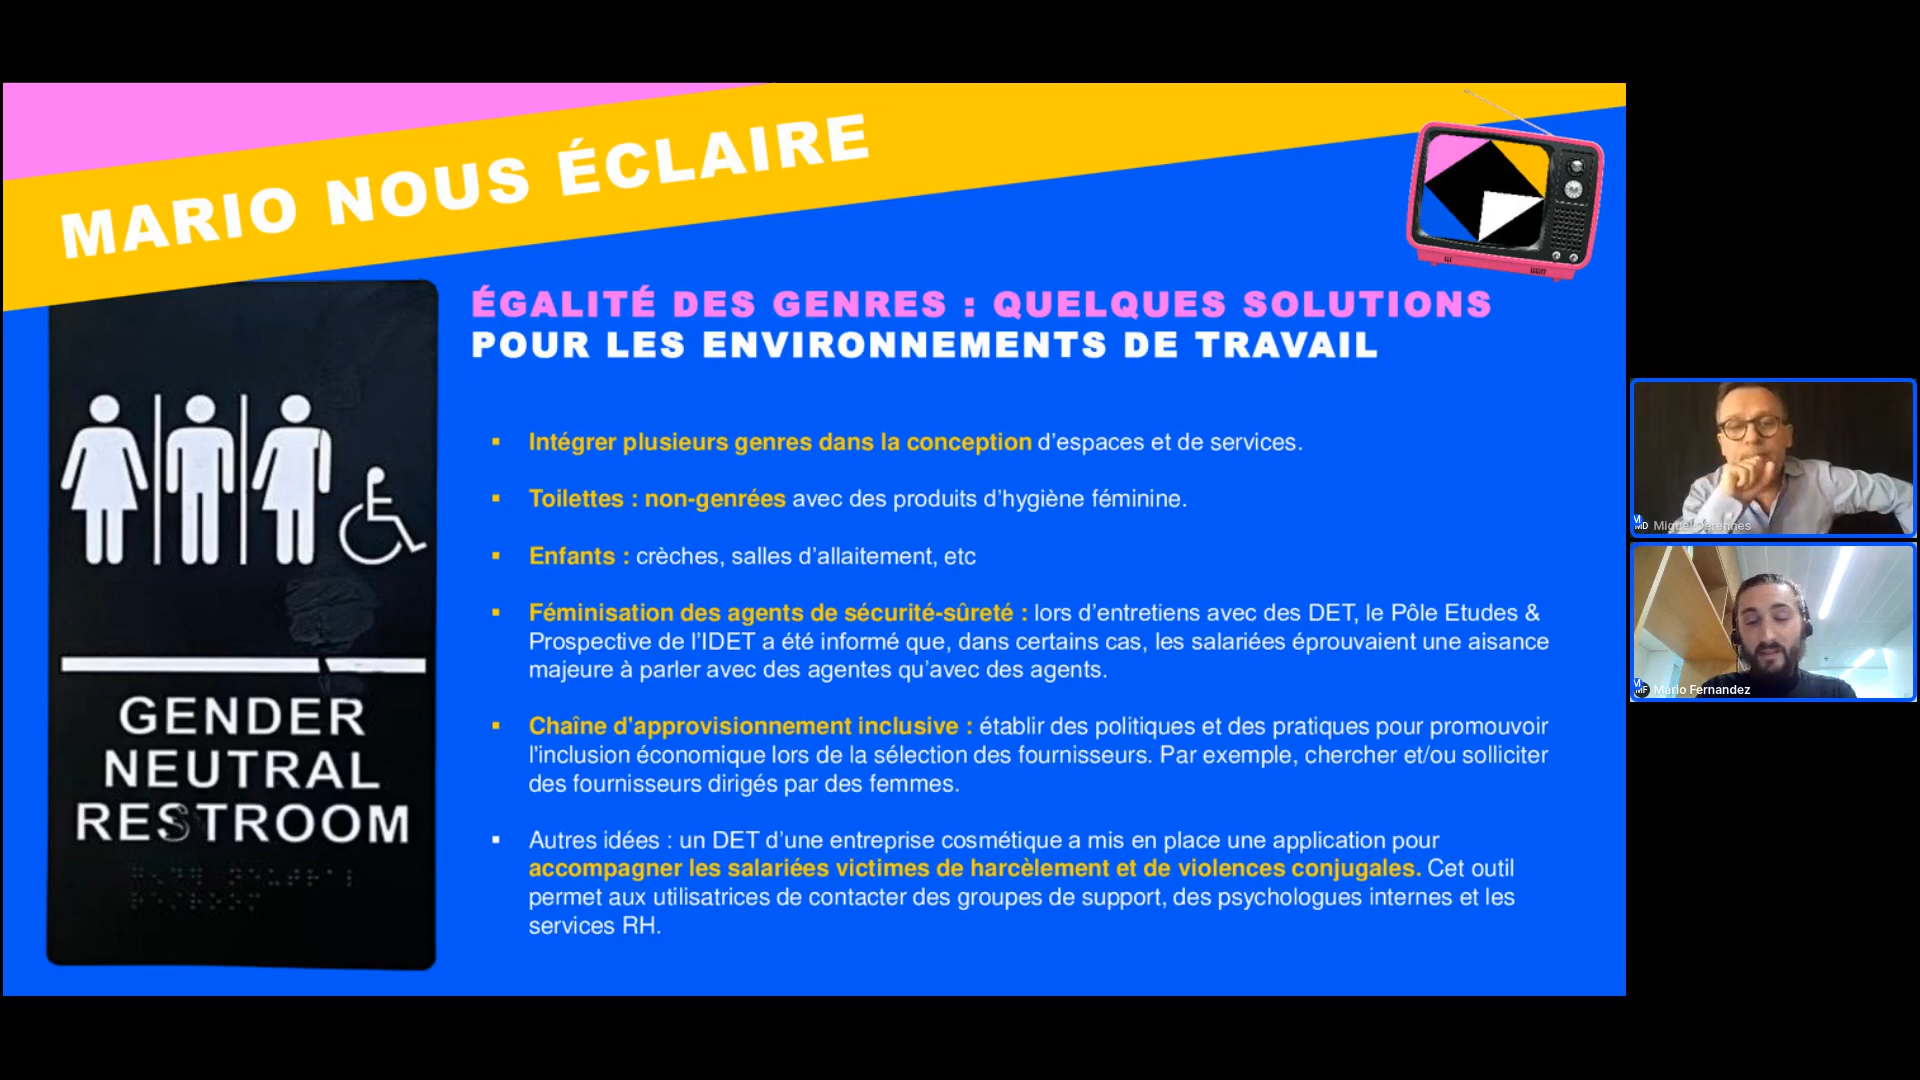 MARIO NOUS ÉCLAIRE
ÉGALITÉ DES GENRES : QUELQUES SOLUTIONS
POUR LES ENVIRONNEMENTS DE TRAVAIL
▪ Intégrer plusieurs genres dans la conception d’espaces et de services.
▪ Toilettes : non-genrées avec des produits d’hygiène féminine.
▪ Enfants : crèches, salles d’allaitement, etc
▪ Féminisation des agents de sécurité-sûreté : lors d’entretiens avec des DET, le Pôle Etudes &
Prospective de l’IDET a été informé que, dans certains cas, les salariées éprouvaient une aisance
majeure à parler avec des agentes qu’avec des agents.
▪ Chaîne d'approvisionnement inclusive : établir des politiques et des pratiques pour promouvoir
l'inclusion économique lors de la sélection des fournisseurs. Par exemple, chercher et/ou solliciter
des fournisseurs dirigés par des femmes.
▪ Autres idées : un DET d’une entreprise cosmétique a mis en place une application pour
accompagner les salariées victimes de harcèlement et de violences conjugales. Cet outil
permet aux utilisatrices de contacter des groupes de support, des psychologues internes et les
services RH.
GENDER
NEUTRAL
RESTROOM
MD
MF Mario Fernandez